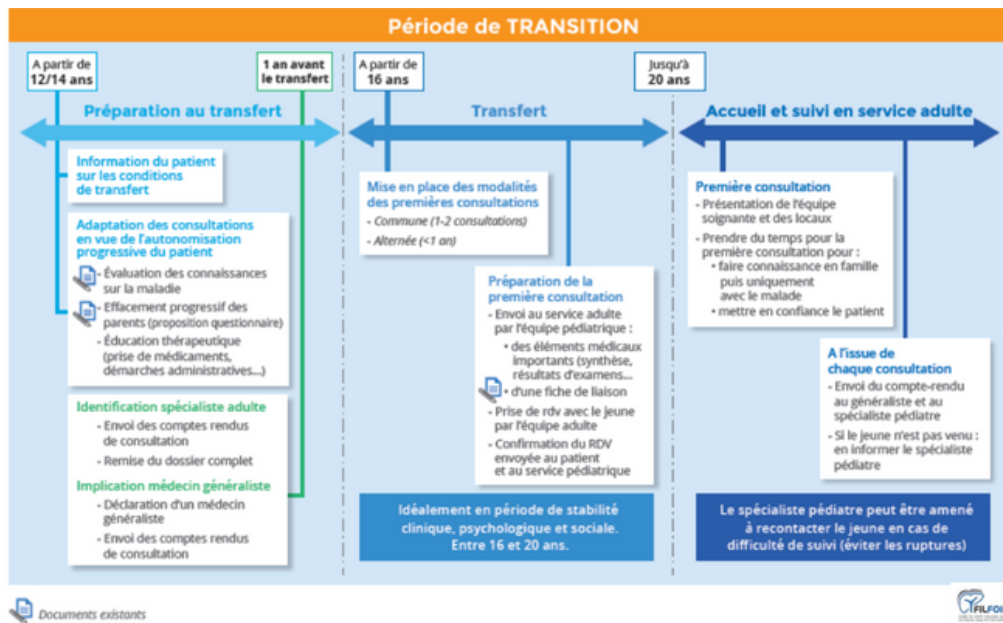 Période de TRANSITION
A partir de
12/14 ans
1 an avant
le transfert
A partir de
16 ans
Jusqu'à
20 ans
Préparation au transfert
Transfert
Accueil et suivi en service adulte
Information du patient
sur les conditions
de transfert
Adaptation des consultations
en vue de l'autonomisation
progressive du patient
- Évaluation des connaissances
sur la maladie
- Effacement progressif des
parents (proposition questionnaire)
- Éducation thérapeutique
(prise de médicaments,
démarches administratives...)
Identification spécialiste adulte
- Envoi des comptes rendus
de consultation
- Remise du dossier complet
Implication médecin généraliste
- Déclaration d'un médecin
généraliste
- Envoi des comptes rendus
de consultation
Mise en place des modalités
des premières consultations
- Commune (1-2 consultations)
- Alternée (<1 an)
Préparation de la
première consultation
- Envoi au service adulte
par l'équipe pédiatrique :
• des éléments médicaux
importants (synthèse,
résultats d'examens...
• d'une fiche de liaison
- Prise de rdv avec le jeune
par l'équipe adulte
- Confirmation du RDV
envoyée au patient
et au service pédiatrique
Idéalement en période de stabilité
clinique, psychologique et sociale.
Entre 16 et 20 ans.
Première consultation
- Présentation de l'équipe
soignante et des locaux
- Prendre du temps pour la
première consultation pour :
• faire connaissance en famille
puis uniquement
avec le malade
• mettre en confiance le patient
A l'issue de
chaque consultation
- Envoi du compte-rendu
au généraliste et au
spécialiste pédiatre
- Si le jeune n'est pas venu :
en informer le spécialiste
pédiatre
Le spécialiste pédiatre peut être amené
à recontacter le jeune en cas de
difficulté de suivi (éviter les ruptures)
Documents existants
FILFOIE